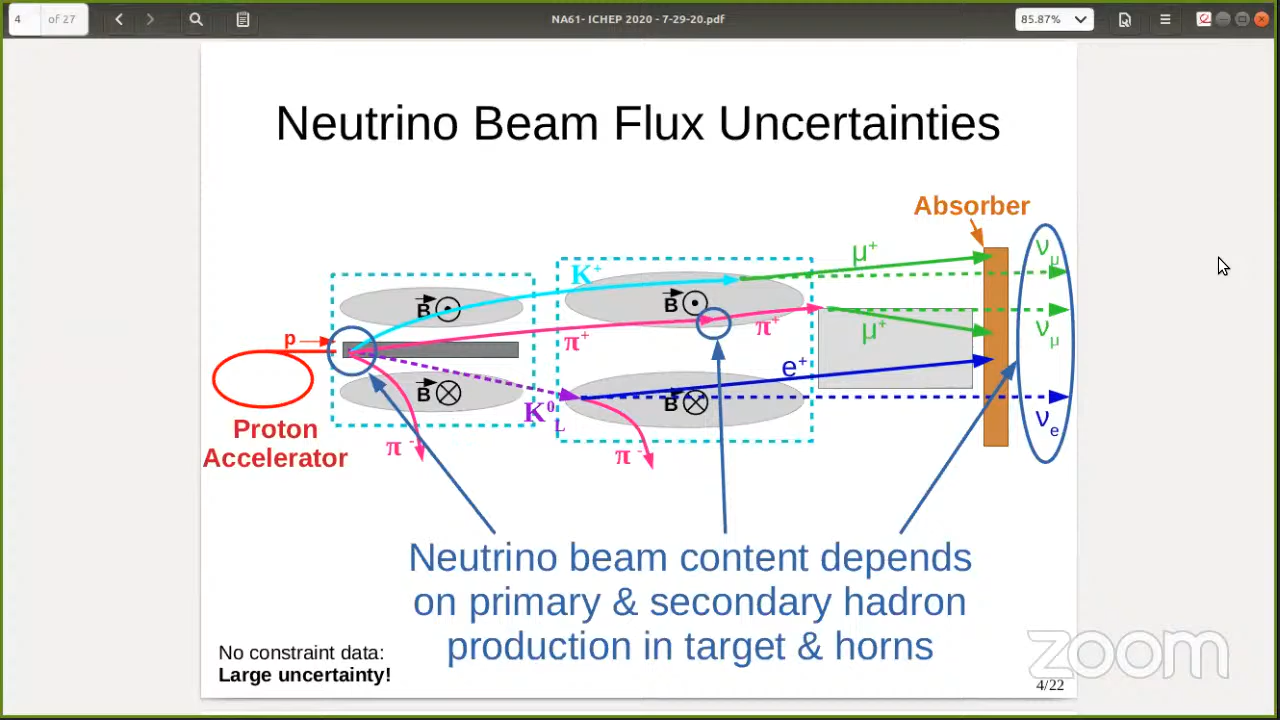 4 of 27
NA61- ICHEP 2020 - 7-29-20.pdf
85.87%
Neutrino Beam Flux Uncertainties
Absorber
μ+
νμ
K+
B
B
p
π+
π+
μ+
νμ
e+
B
K0L
B
νe
Proton
Accelerator
π-
π-
Neutrino beam content depends
on primary & secondary hadron
production in target & horns
No constraint data:
Large uncertainty!
zoom
4/22